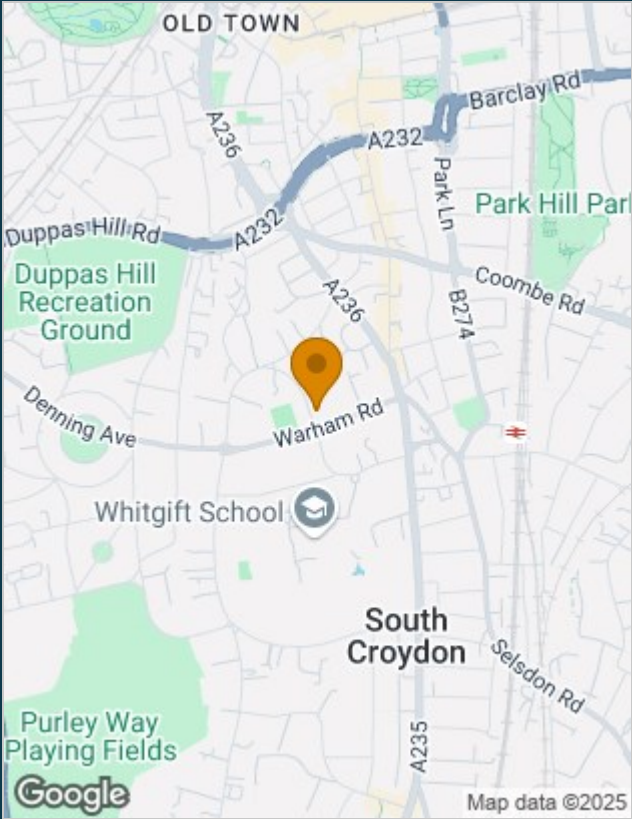 OLD TOWN
Barclay Rd
A236
A232
Park Ln
Park Hill Parl
Duppas Hill Rd
A232
Duppas Hill
Recreation
Ground
A236
Coombe Rd
B274
Denning Ave
Warham Rd
Whitgift School
South
Croydon
Selsdon Rd
Purley Way
Playing Fields
A235
Google
Map data ©2025